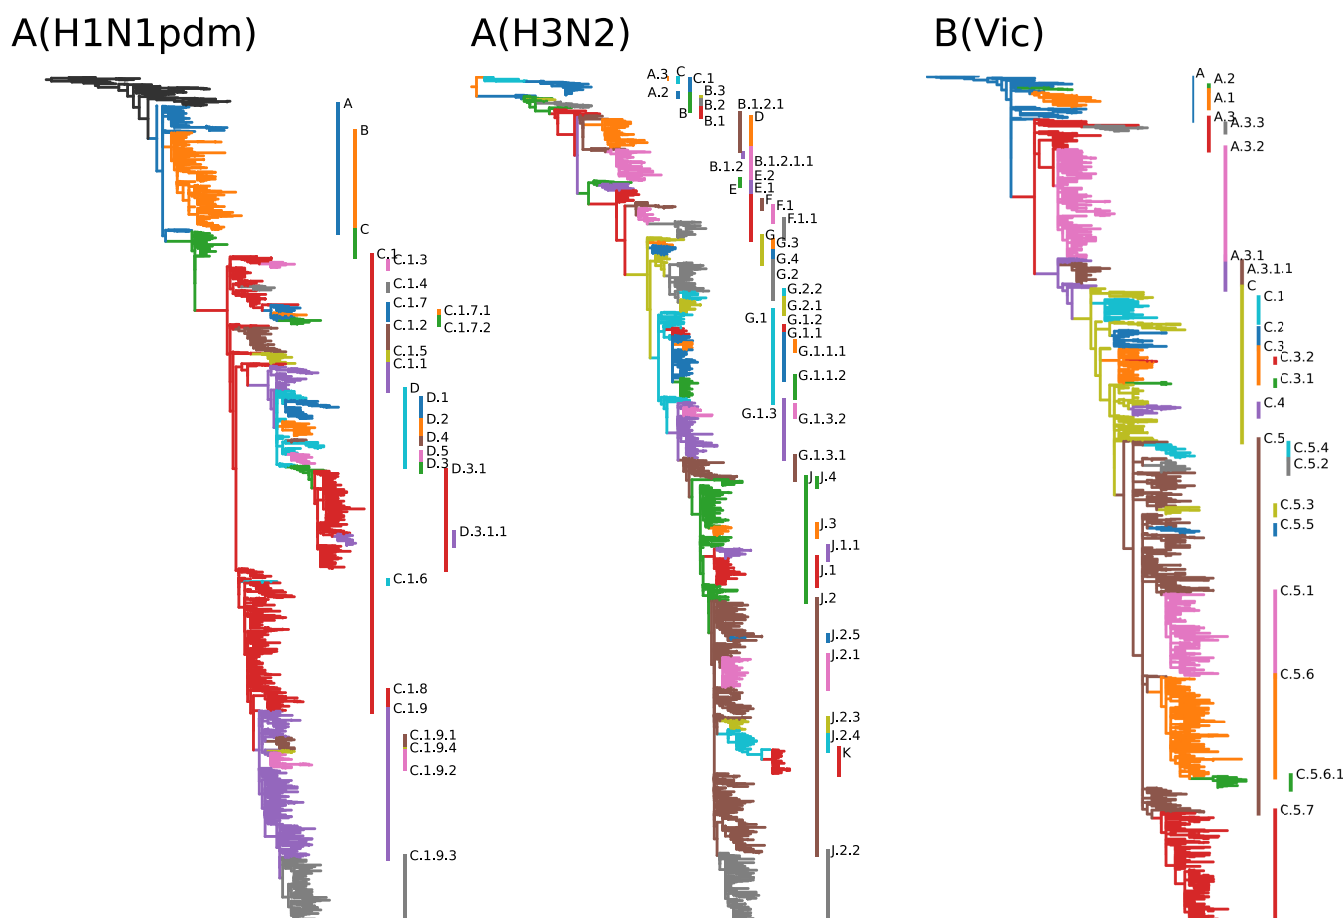 A(H1N1pdm)
A
B
C
C.1
C.1.3
C.1.4
C.1.7
C.1.7.1
C.1.7.2
C.1.2
C.1.5
C.1.1
D
D.1
D.2
D.4
D.5
D.3
D.3.1
D.3.1.1
C.1.6
C.1.8
C.1.9
C.1.9.1
C.1.9.4
C.1.9.2
C.1.9.3
A(H3N2)
A.3
C
C.1
A.2
B.3
B.2
B
B.1
B.1.2.1
D
B.1.2
B.1.2.1.1
E.2
E
E.1
F
F.1
F.1.1
G
G.3
G.4
G.2
G.2.2
G.2.1
G.1
G.1.2
G.1.1
G.1.1.1
G.1.1.2
G.1.3
G.1.3.2
G.1.3.1
J
J.4
J.3
J.1.1
J.1
J.2
J.2.5
J.2.1
J.2.3
J.2.4
K
J.2.2
B(Vic)
A
A.2
A.1
A.3
A.3.3
A.3.2
A.3.1
A.3.1.1
C
C.1
C.2
C.3
C.3.2
C.3.1
C.4
C.5
C.5.4
C.5.2
C.5.3
C.5.5
C.5.1
C.5.6
C.5.6.1
C.5.7